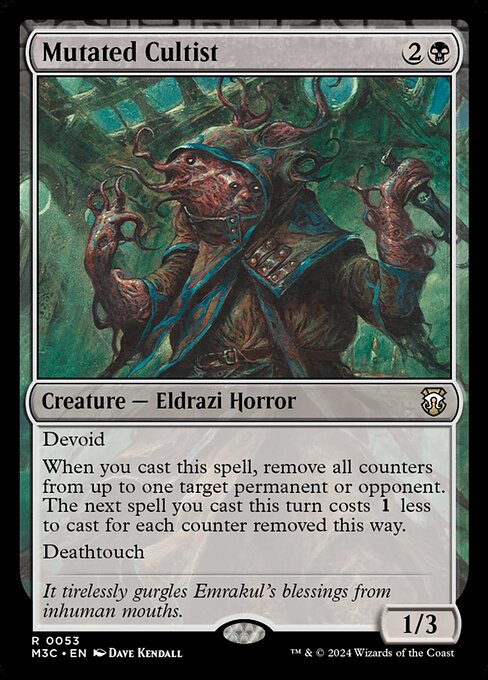 Mutated Cultist 2
Creature — Eldrazi Horror
Devoid
When you cast this spell, remove all counters
from up to one target permanent or opponent.
The next spell you cast this turn costs 1 less
to cast for each counter removed this way.
Deathtouch
It tirelessly gurgles Emrakul's blessings from
inhuman mouths.
1/3
R 0053
M3C • EN Dave Kendall
™ & © 2024 Wizards of the Coast